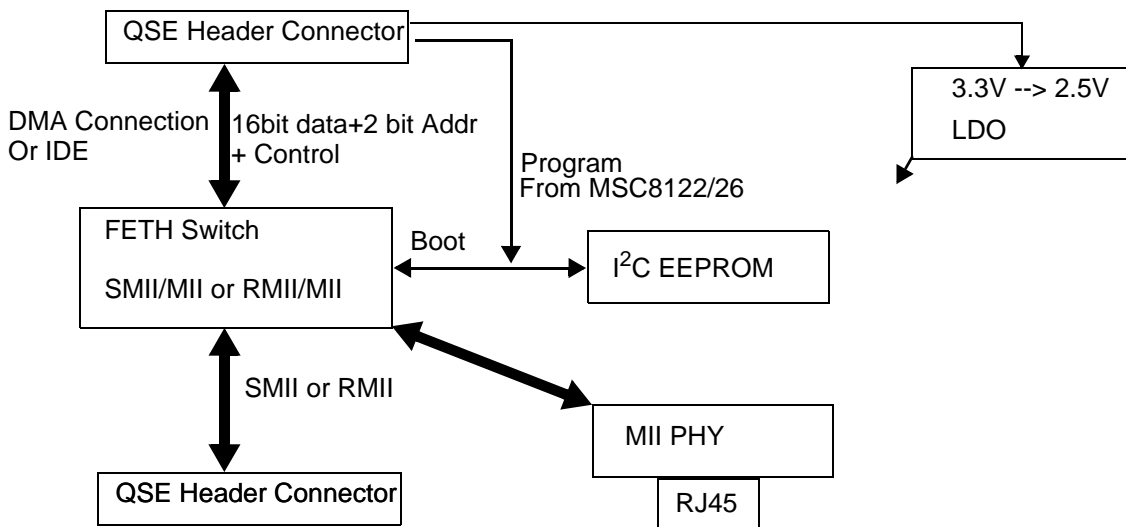 QSE Header Connector
3.3V --> 2.5V
LDO
DMA Connection
Or IDE
16bit data+2 bit Addr
+ Control
Program
From MSC8122/26
FETH Switch
SMII/MII or RMII/MII
Boot
I²C EEPROM
SMII or RMII
MII PHY
RJ45
QSE Header Connector